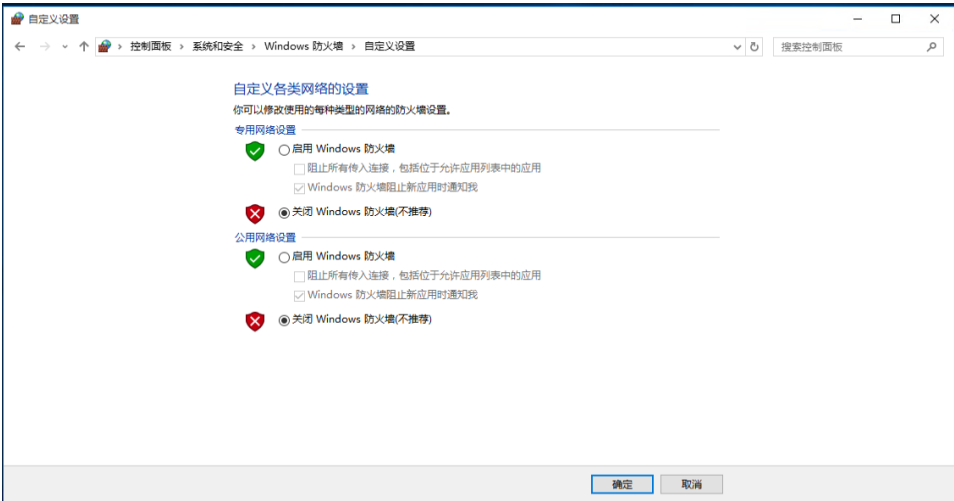 自定义设置
控制面板 > 系统和安全 > Windows 防火墙 > 自定义设置
搜索控制面板
自定义各类网络的设置
你可以修改使用的每种类型的网络的防火墙设置。
专用网络设置
启用 Windows 防火墙
阻止所有传入连接，包括位于允许应用列表中的应用
Windows 防火墙阻止新应用时通知我
关闭 Windows 防火墙(不推荐)
公用网络设置
启用 Windows 防火墙
阻止所有传入连接，包括位于允许应用列表中的应用
Windows 防火墙阻止新应用时通知我
关闭 Windows 防火墙(不推荐)
确定
取消